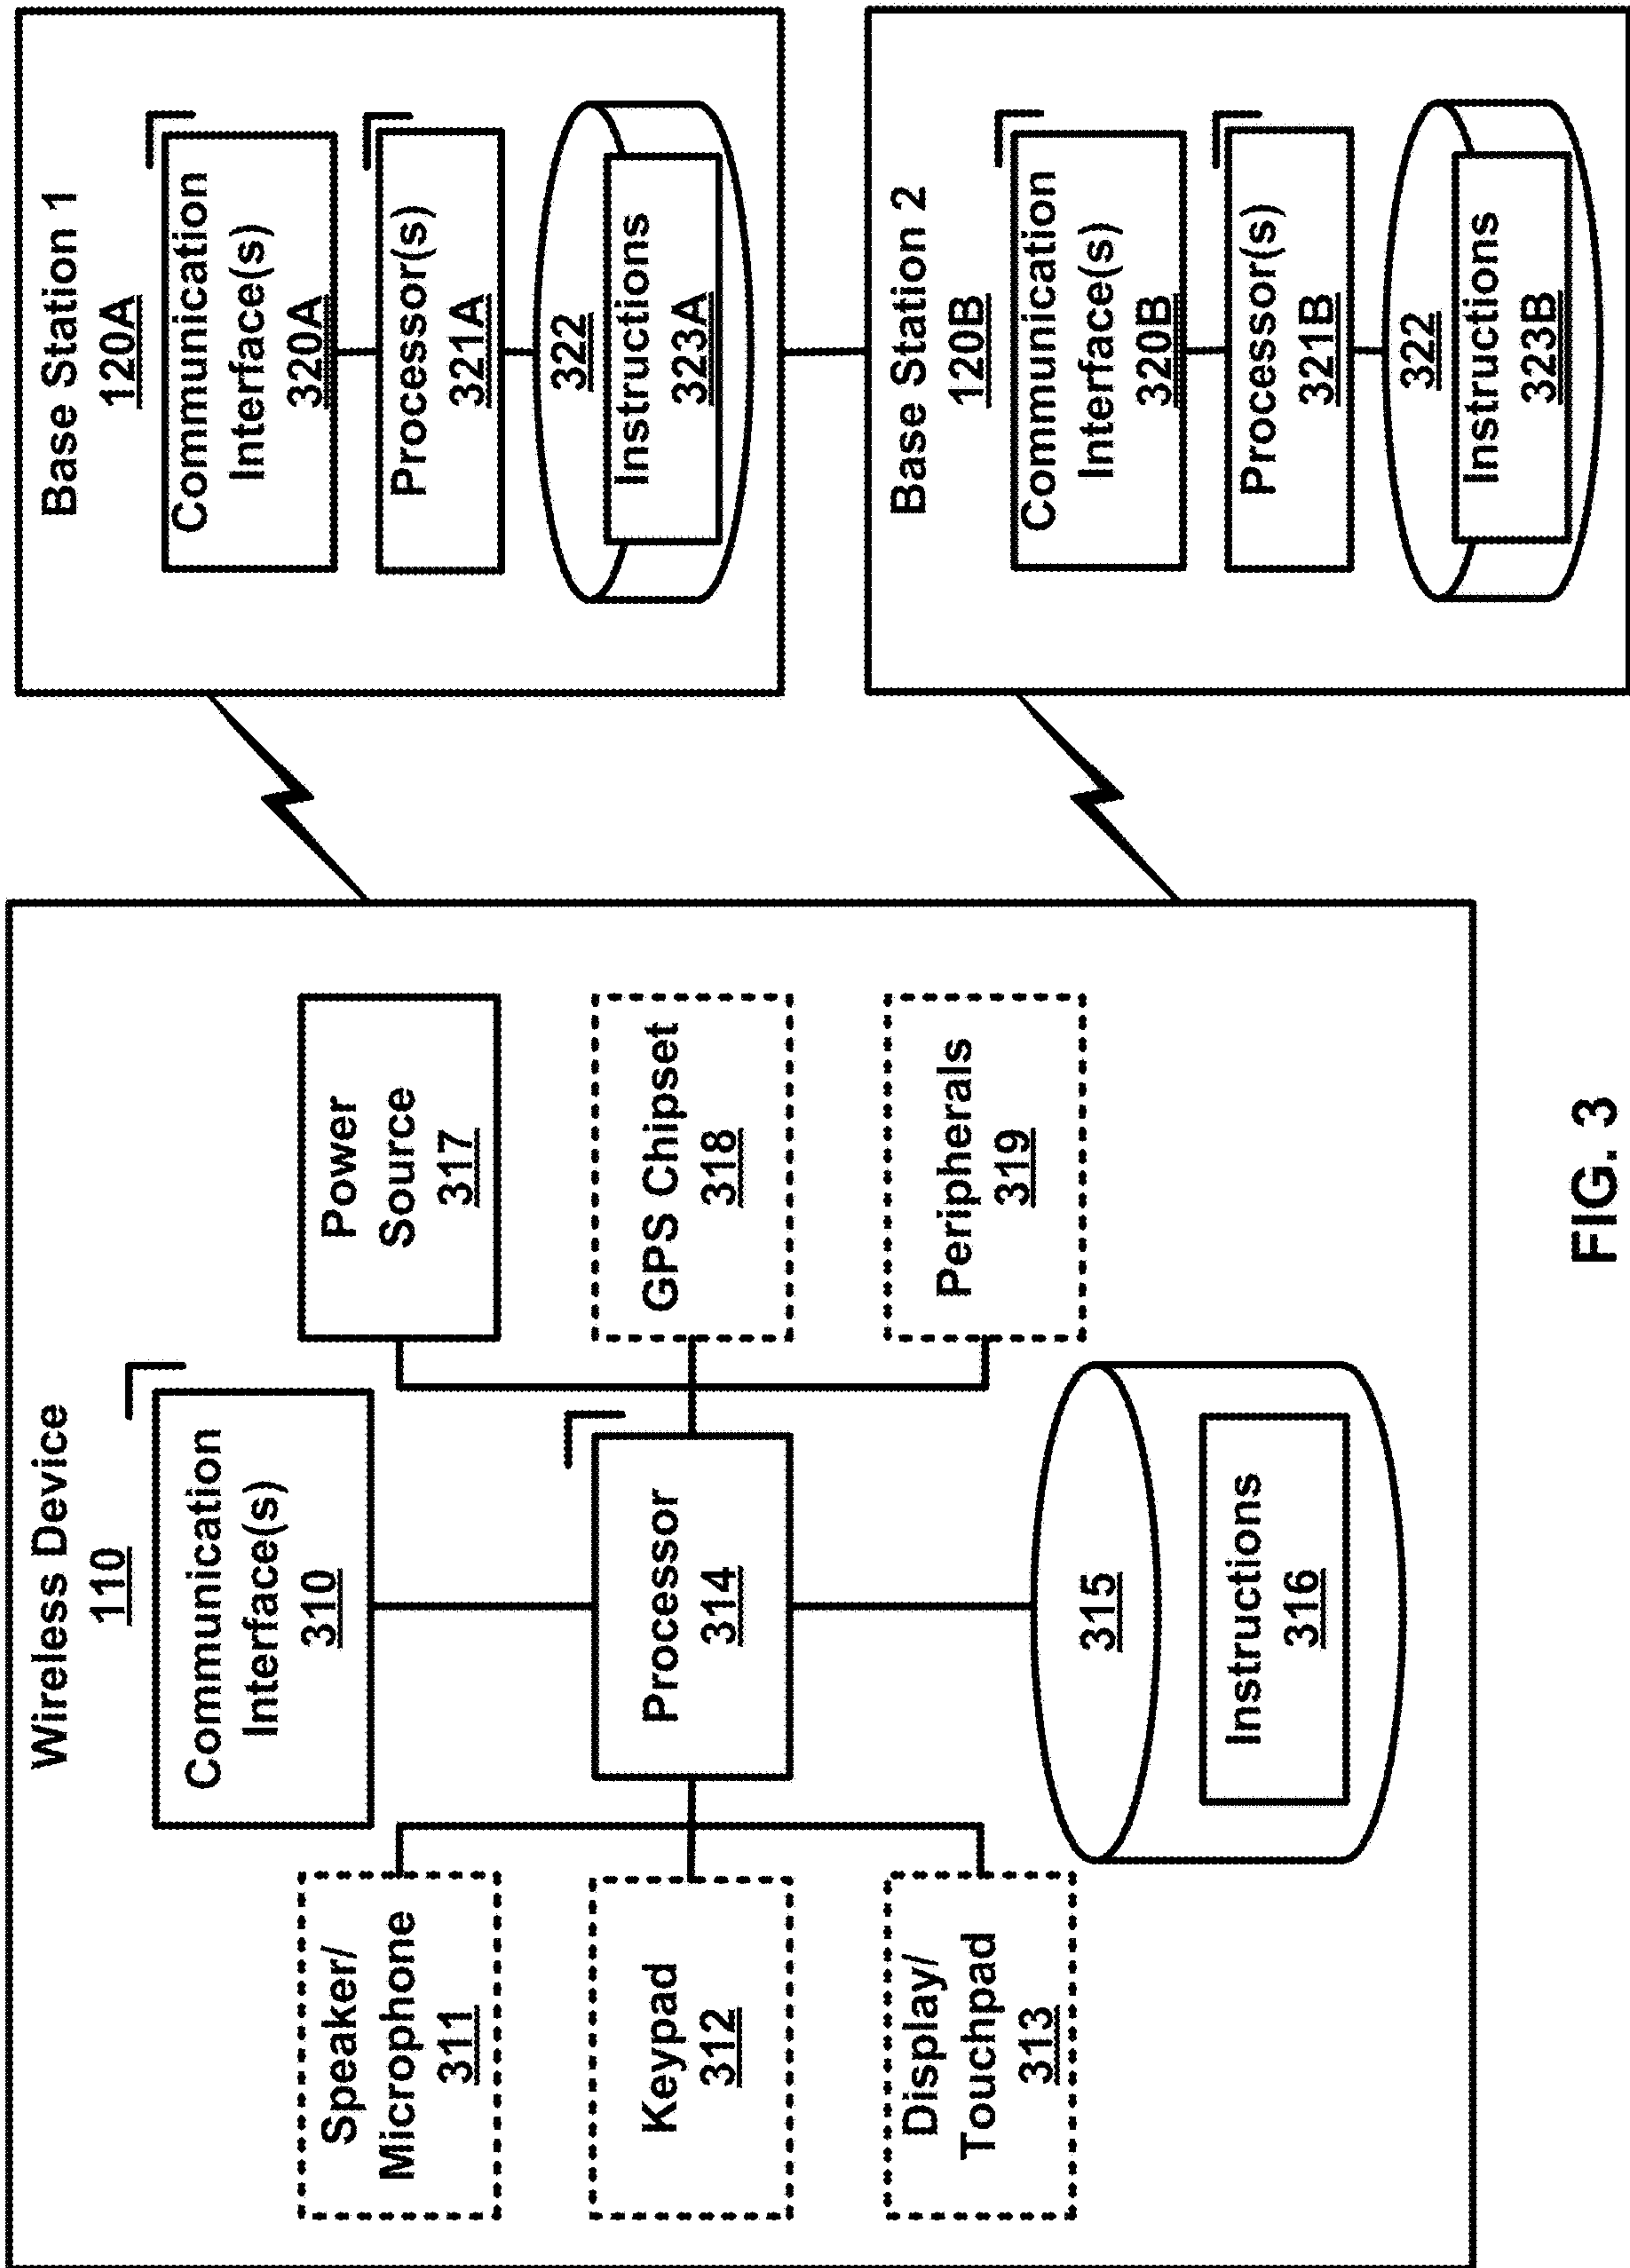 Wireless Device
110
Communication
Interface(s)
310
Speaker/
Microphone
311
Keypad
312
Display/
Touchpad
313
Processor
314
Power
Source
317
GPS Chipset
318
Peripherals
319
315
Instructions
316
Base Station 1
120A
Communication
Interface(s)
320A
Processor(s)
321A
322
Instructions
323A
Base Station 2
120B
Communication
Interface(s)
320B
Processor(s)
321B
322
Instructions
323B
FIG. 3